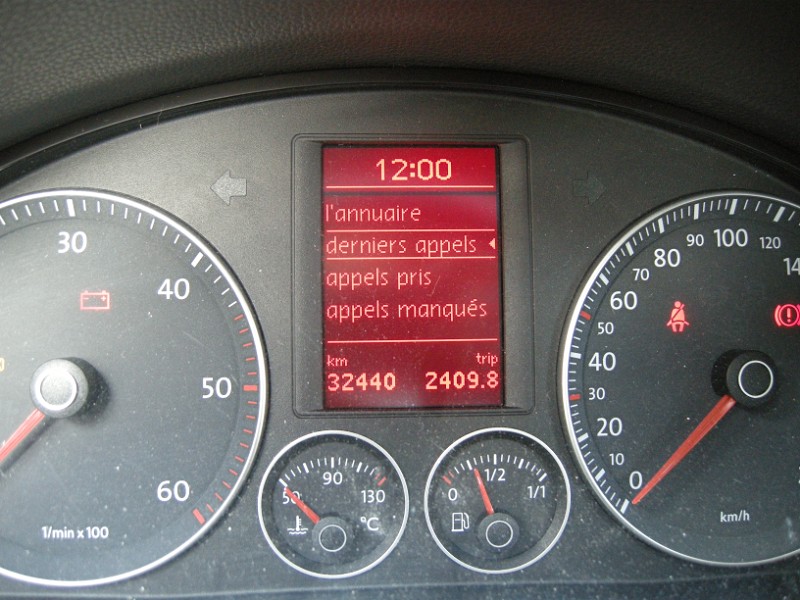 12:00
l'annuaire
derniers appels
appels pris
appels manqués
km trip
32440 2409.8
30
40
50
60
1/min x 100
50 90 130
°C
0 1/2 1/1
0
10
20
30
40
50
60
70
80
90
100
120
14
km/h